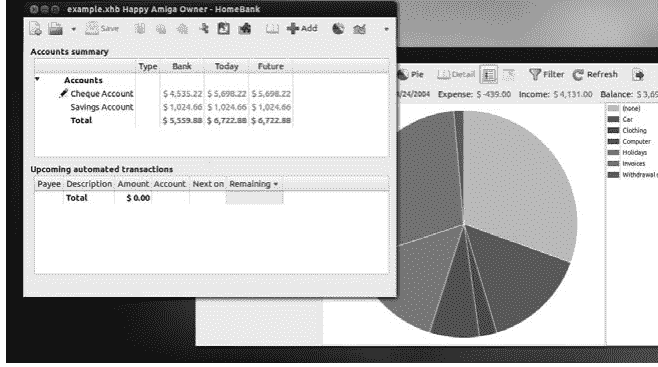 example.xhb Happy Amiga Owner - HomeBank
Save Add
Accounts summary
Type Bank Today Future
Accounts
Cheque Account $ 4,535.22 $ 5,698.22 $ 5,698.22
Savings Account $ 1,024.66 $ 1,024.66 $ 1,024.66
Total $ 5,559.88 $ 6,722.88 $ 6,722.88
Upcoming automated transactions
Payee Description Amount Account Next on Remaining
Total $ 0.00
Pie Detail Filter Refresh
/24/2004 Expense: $ -439.00 Income: $ 4,131.00 Balance: $ 3,69
(none)
Car
Clothing
Computer
Holidays
Invoices
Withdrawal